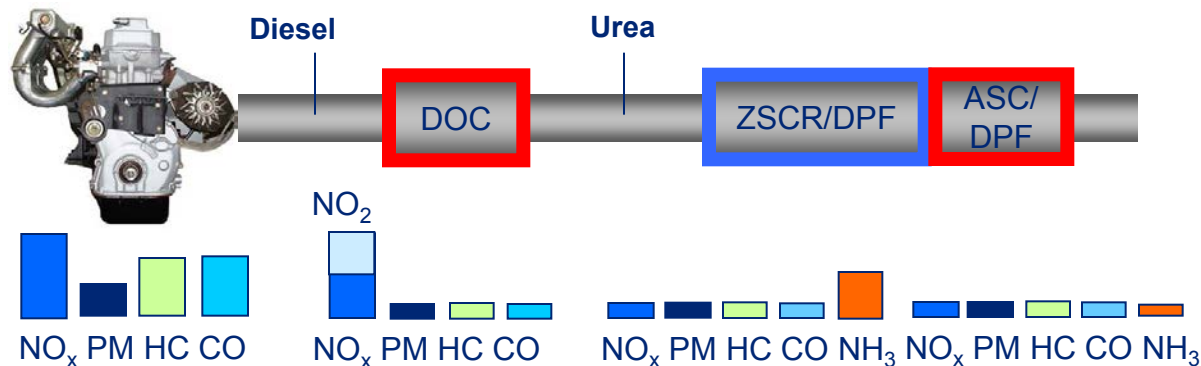 Diesel
Urea
DOC
ZSCR/DPF
ASC/
DPF
NO₂
NOₓ PM HC CO
NOₓ PM HC CO
NOₓ PM HC CO NH₃
NOₓ PM HC CO NH₃